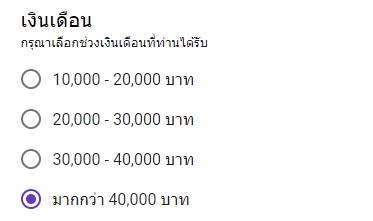 เงินเดือน
กรุณาเลือกช่วงเงินเดือนที่ท่านได้รับ
10,000 - 20,000 บาท
20,000 - 30,000 บาท
30,000 - 40,000 บาท
มากกว่า 40,000 บาท